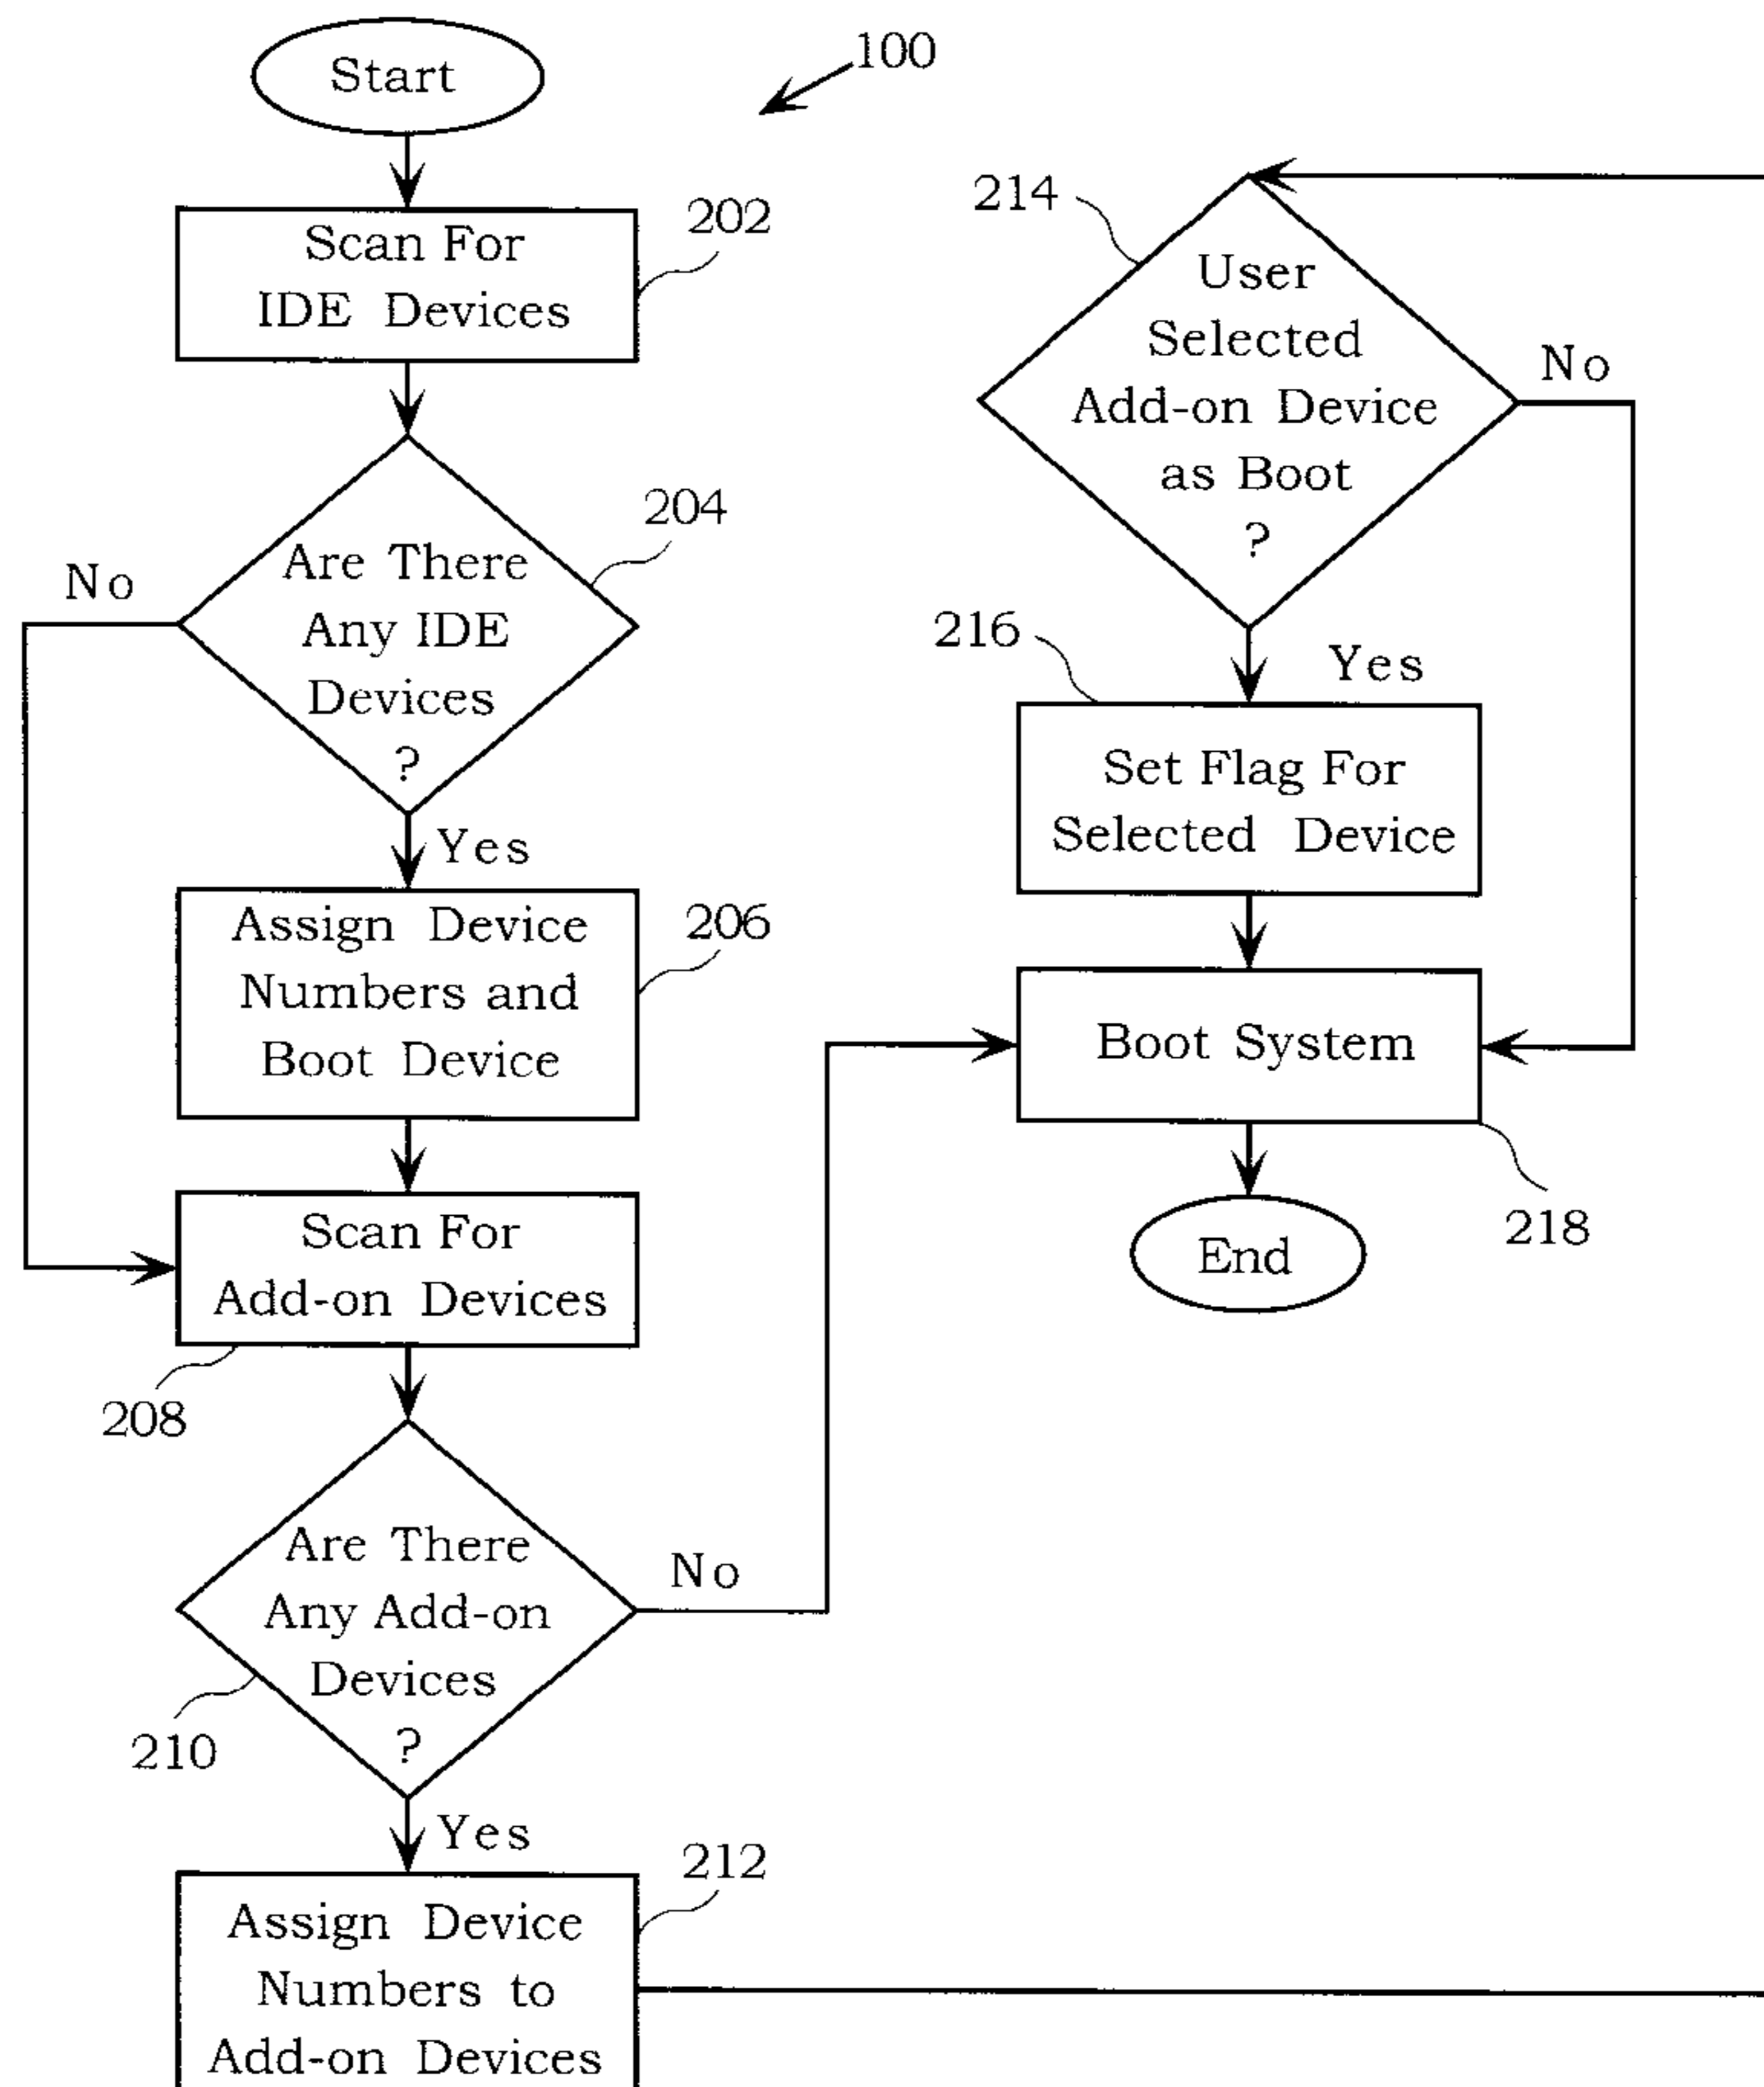 Start
100
Scan For
IDE Devices
202
Are There
Any IDE
Devices
?
204
No
Yes
Assign Device
Numbers and
Boot Device
206
Scan For
Add-on Devices
208
Are There
Any Add-on
Devices
?
210
No
Yes
Assign Device
Numbers to
Add-on Devices
212
214
User
Selected
Add-on Device
as Boot
?
No
Yes
216
Set Flag For
Selected Device
Boot System
218
End